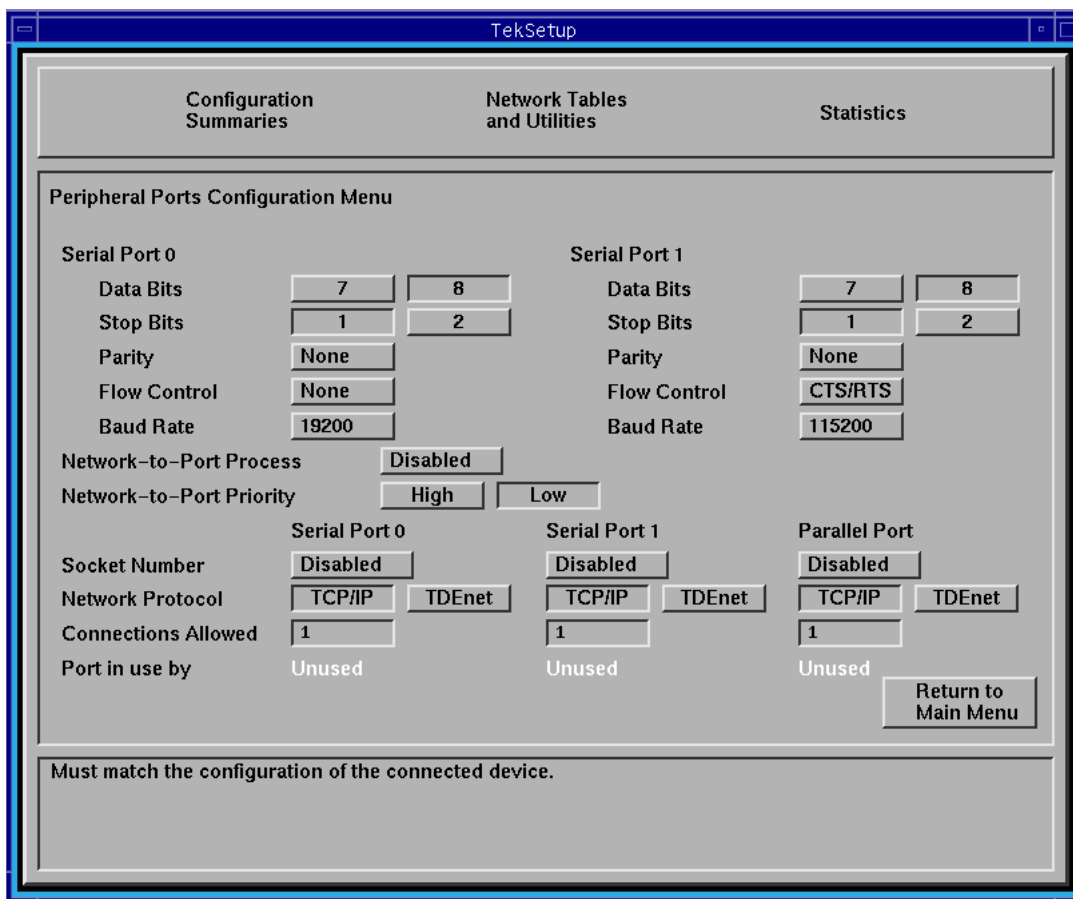 TekSetup
Configuration Summaries
Network Tables and Utilities
Statistics
Peripheral Ports Configuration Menu
Serial Port 0 Serial Port 1
Data Bits 7 8 Data Bits 7 8
Stop Bits 1 2 Stop Bits 1 2
Parity None Parity None
Flow Control None Flow Control CTS/RTS
Baud Rate 19200 Baud Rate 115200
Network-to-Port Process Disabled
Network-to-Port Priority High Low
Serial Port 0 Serial Port 1 Parallel Port
Socket Number Disabled Disabled Disabled
Network Protocol TCP/IP TDEnet TCP/IP TDEnet TCP/IP TDEnet
Connections Allowed 1 1 1
Port in use by Unused Unused Unused
Return to
Main Menu
Must match the configuration of the connected device.